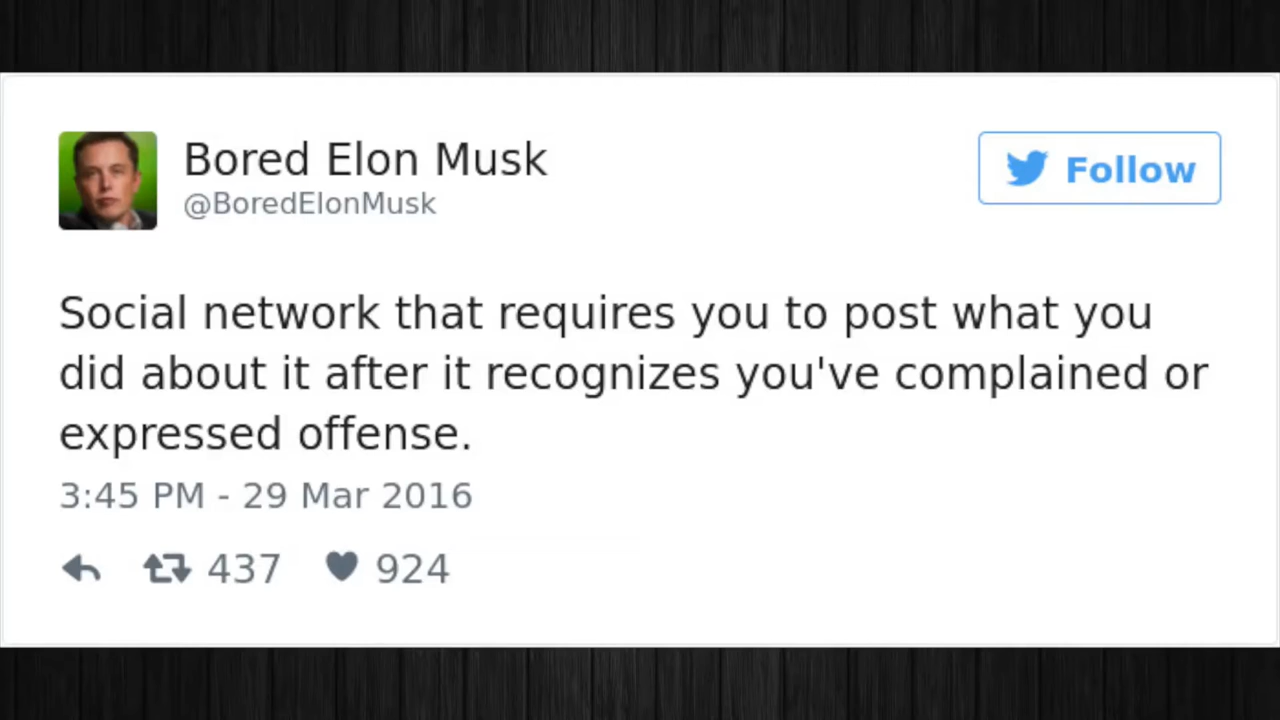 Bored Elon Musk
@BoredElonMusk
Follow
Social network that requires you to post what you
did about it after it recognizes you've complained or
expressed offense.
3:45 PM - 29 Mar 2016
437 924